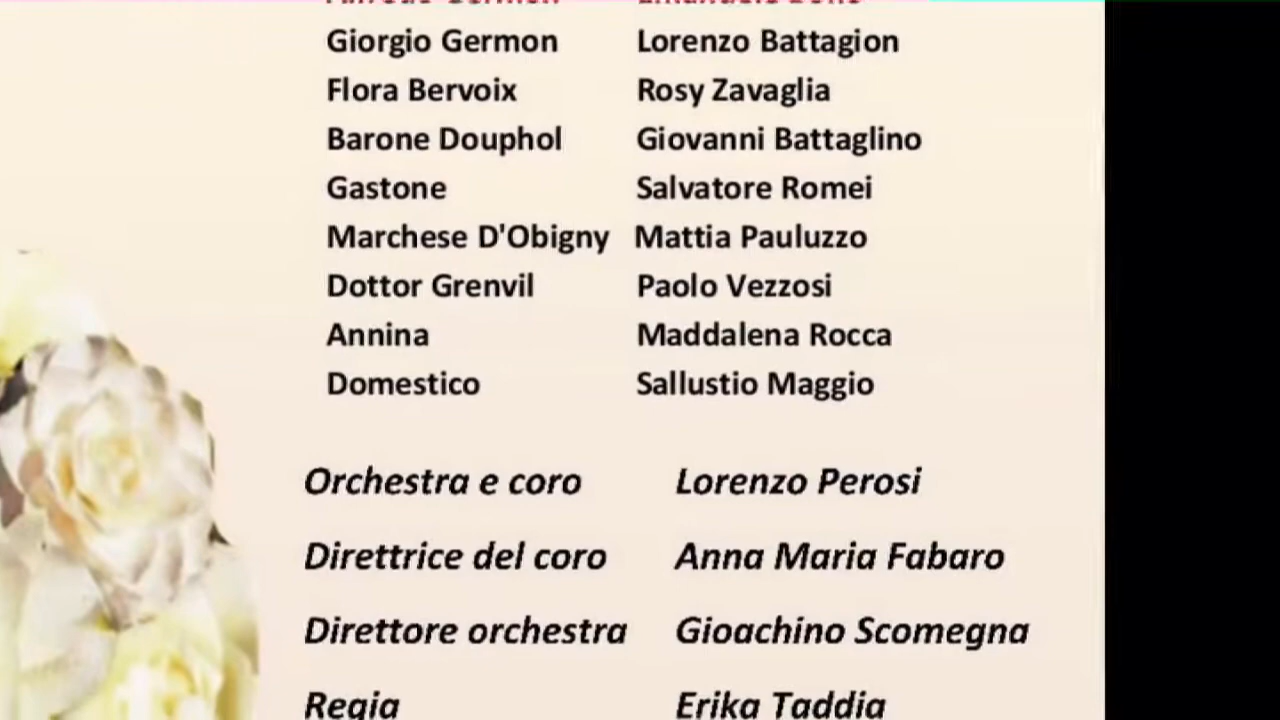 Giorgio Germon Lorenzo Battagion
Flora Bervoix Rosy Zavaglia
Barone Douphol Giovanni Battaglino
Gastone Salvatore Romei
Marchese D'Obigny Mattia Pauluzzo
Dottor Grenvil Paolo Vezzosi
Annina Maddalena Rocca
Domestico Sallustio Maggio
Orchestra e coro Lorenzo Perosi
Direttrice del coro Anna Maria Fabaro
Direttore orchestra Gioachino Scomegna
Regia Erika Taddia